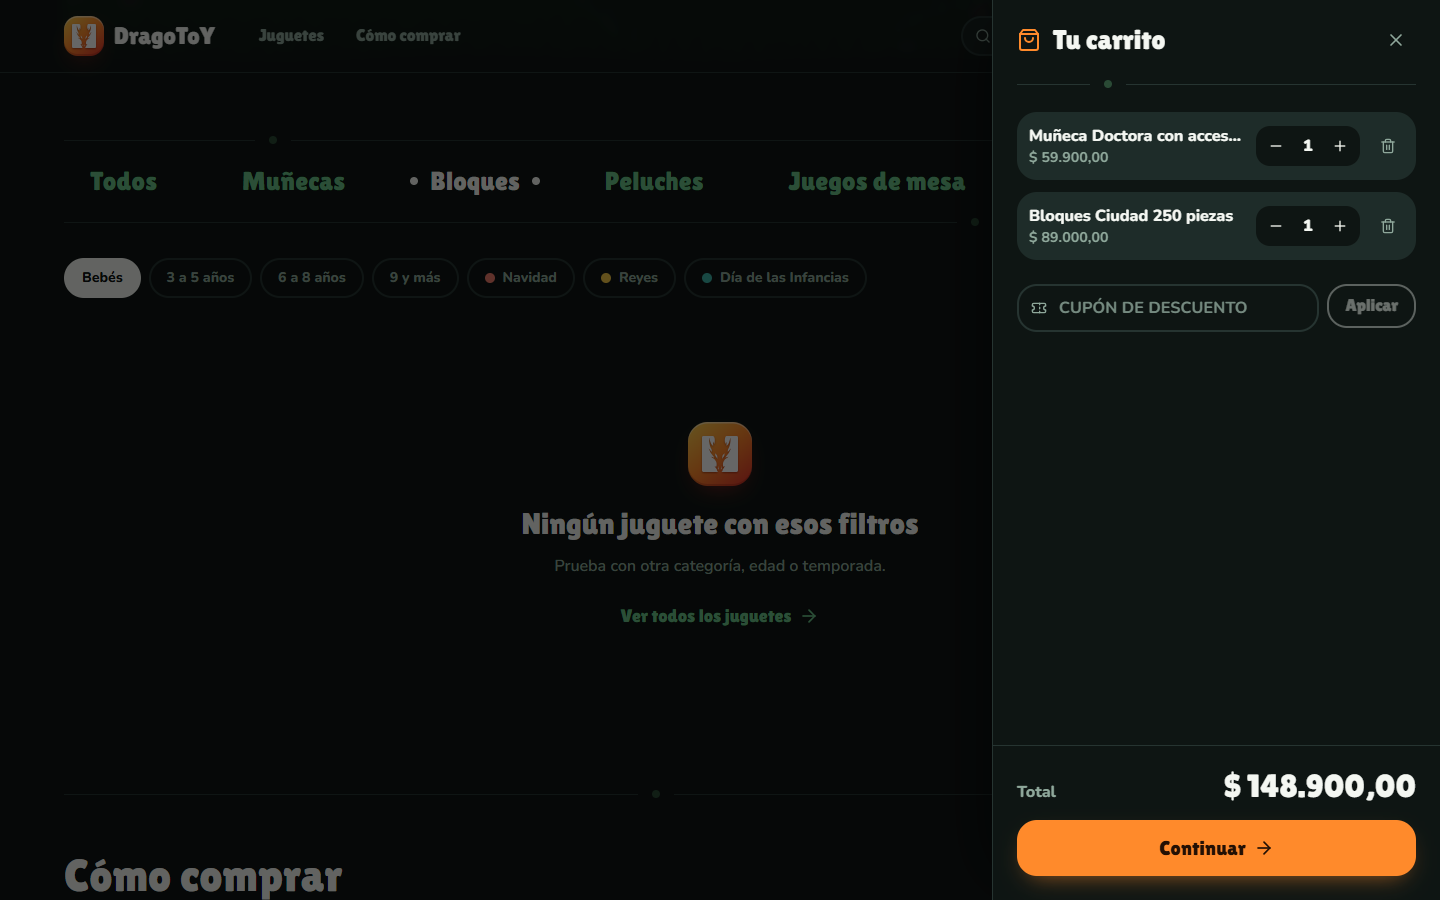 DragoToY
Juguetes
Cómo comprar
Todos
Muñecas
Bloques
Peluches
Juegos de mesa
Bebés
3 a 5 años
6 a 8 años
9 y más
Navidad
Reyes
Día de las Infancias
Ningún juguete con esos filtros
Prueba con otra categoría, edad o temporada.
Ver todos los juguetes
Cómo comprar
Tu carrito
Muñeca Doctora con acces...
$ 59.900,00
1
Bloques Ciudad 250 piezas
$ 89.000,00
1
CUPÓN DE DESCUENTO
Aplicar
Total
$ 148.900,00
Continuar